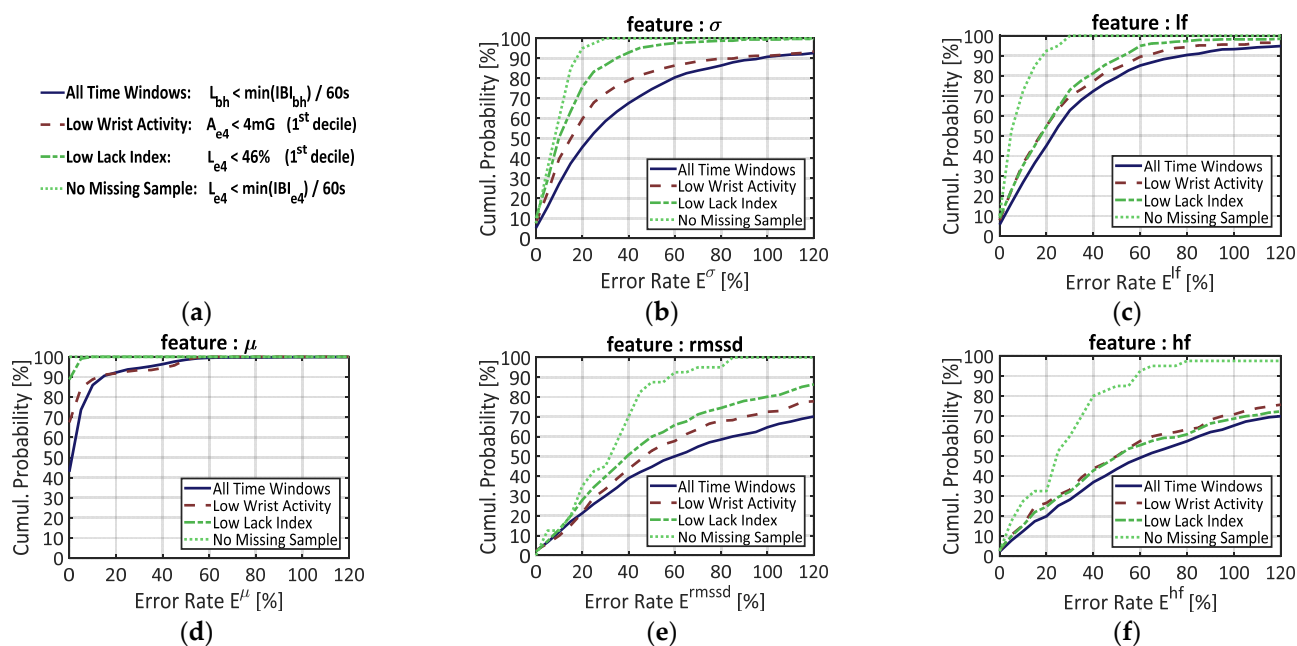 All Time Windows: L_bh < min(IBI_bh) / 60s
Low Wrist Activity: A_e4 < 4mG (1^st decile)
Low Lack Index: L_e4 < 46% (1^st decile)
No Missing Sample: L_e4 < min(IBI_e4) / 60s
(a)
feature : σ
Cumul. Probability [%]
100
90
80
70
60
50
40
30
20
10
0
0 20 40 60 80 100 120
Error Rate E^σ [%]
All Time Windows
Low Wrist Activity
Low Lack Index
No Missing Sample
(b)
feature : lf
Cumul. Probability [%]
100
90
80
70
60
50
40
30
20
10
0
0 20 40 60 80 100 120
Error Rate E^lf [%]
All Time Windows
Low Wrist Activity
Low Lack Index
No Missing Sample
(c)
feature : μ
Cumul. Probability [%]
100
90
80
70
60
50
40
30
20
10
0
0 20 40 60 80 100 120
Error Rate E^μ [%]
All Time Windows
Low Wrist Activity
Low Lack Index
No Missing Sample
(d)
feature : rmssd
Cumul. Probability [%]
100
90
80
70
60
50
40
30
20
10
0
0 20 40 60 80 100 120
Error Rate E^rmssd [%]
All Time Windows
Low Wrist Activity
Low Lack Index
No Missing Sample
(e)
feature : hf
Cumul. Probability [%]
100
90
80
70
60
50
40
30
20
10
0
0 20 40 60 80 100 120
Error Rate E^hf [%]
All Time Windows
Low Wrist Activity
Low Lack Index
No Missing Sample
(f)